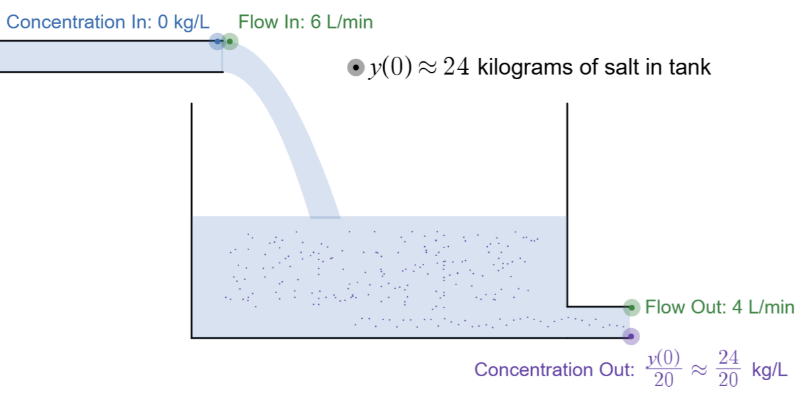 Concentration In: 0 kg/L
Flow In: 6 L/min
y(0) ≈ 24 kilograms of salt in tank
Flow Out: 4 L/min
Concentration Out: y(0)/20 ≈ 24/20 kg/L